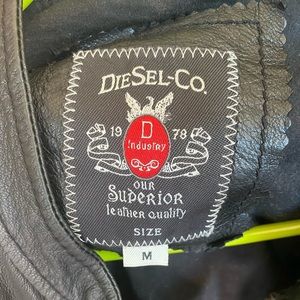 DIESEL-CO.
19 D 78
Industry
OUR
SUPERIOR
leather quality
SIZE
M